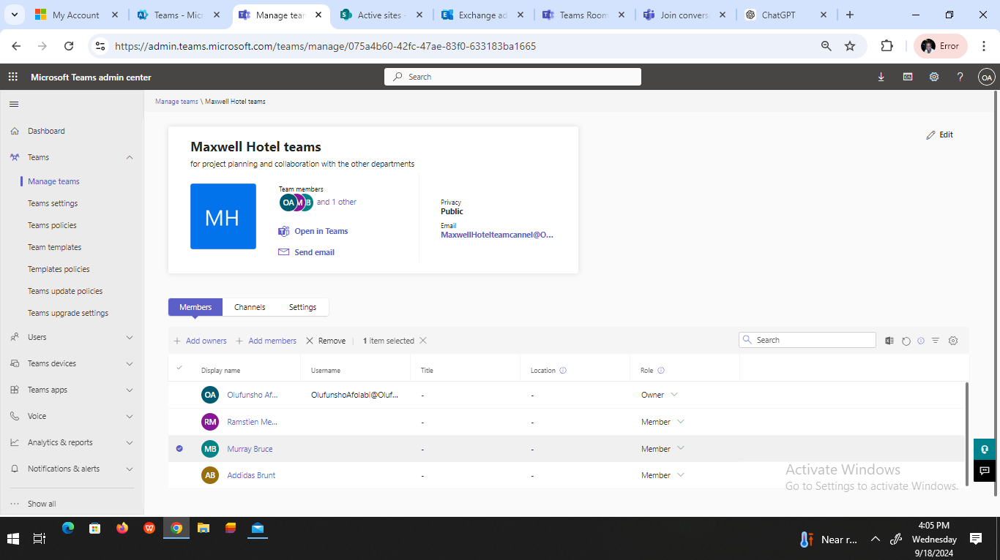 My Account
Teams - Micr
Manage tear
Active sites -
Exchange ad
Teams Room
Join convers
ChatGPT
https://admin.teams.microsoft.com/teams/manage/075a4b60-42fc-47ae-83f0-633183ba1665
Error
Microsoft Teams admin center
Search
OA
Manage teams \ Maxwell Hotel teams
Dashboard
Teams
Manage teams
Teams settings
Teams policies
Team templates
Templates policies
Teams update policies
Teams upgrade settings
Users
Teams devices
Teams apps
Voice
Analytics & reports
Notifications & alerts
Show all
Edit
Maxwell Hotel teams
for project planning and collaboration with the other departments
MH
Team members
OA M B and 1 other
Open in Teams
Send email
Privacy
Public
Email
MaxwellHotelteamcannel@O...
Members Channels Settings
Add owners Add members Remove 1 item selected Search
Display name Username Title Location Role
OA Olufunsho Af... OlufunshoAfolabi@Oluf... - - Owner
RM Ramstien Me... - - Member
MB Murray Bruce - - Member
AB Addidas Brunt - - Member
Activate Windows
Go to Settings to activate Windows.
Near r...
4:05 PM
Wednesday
9/18/2024